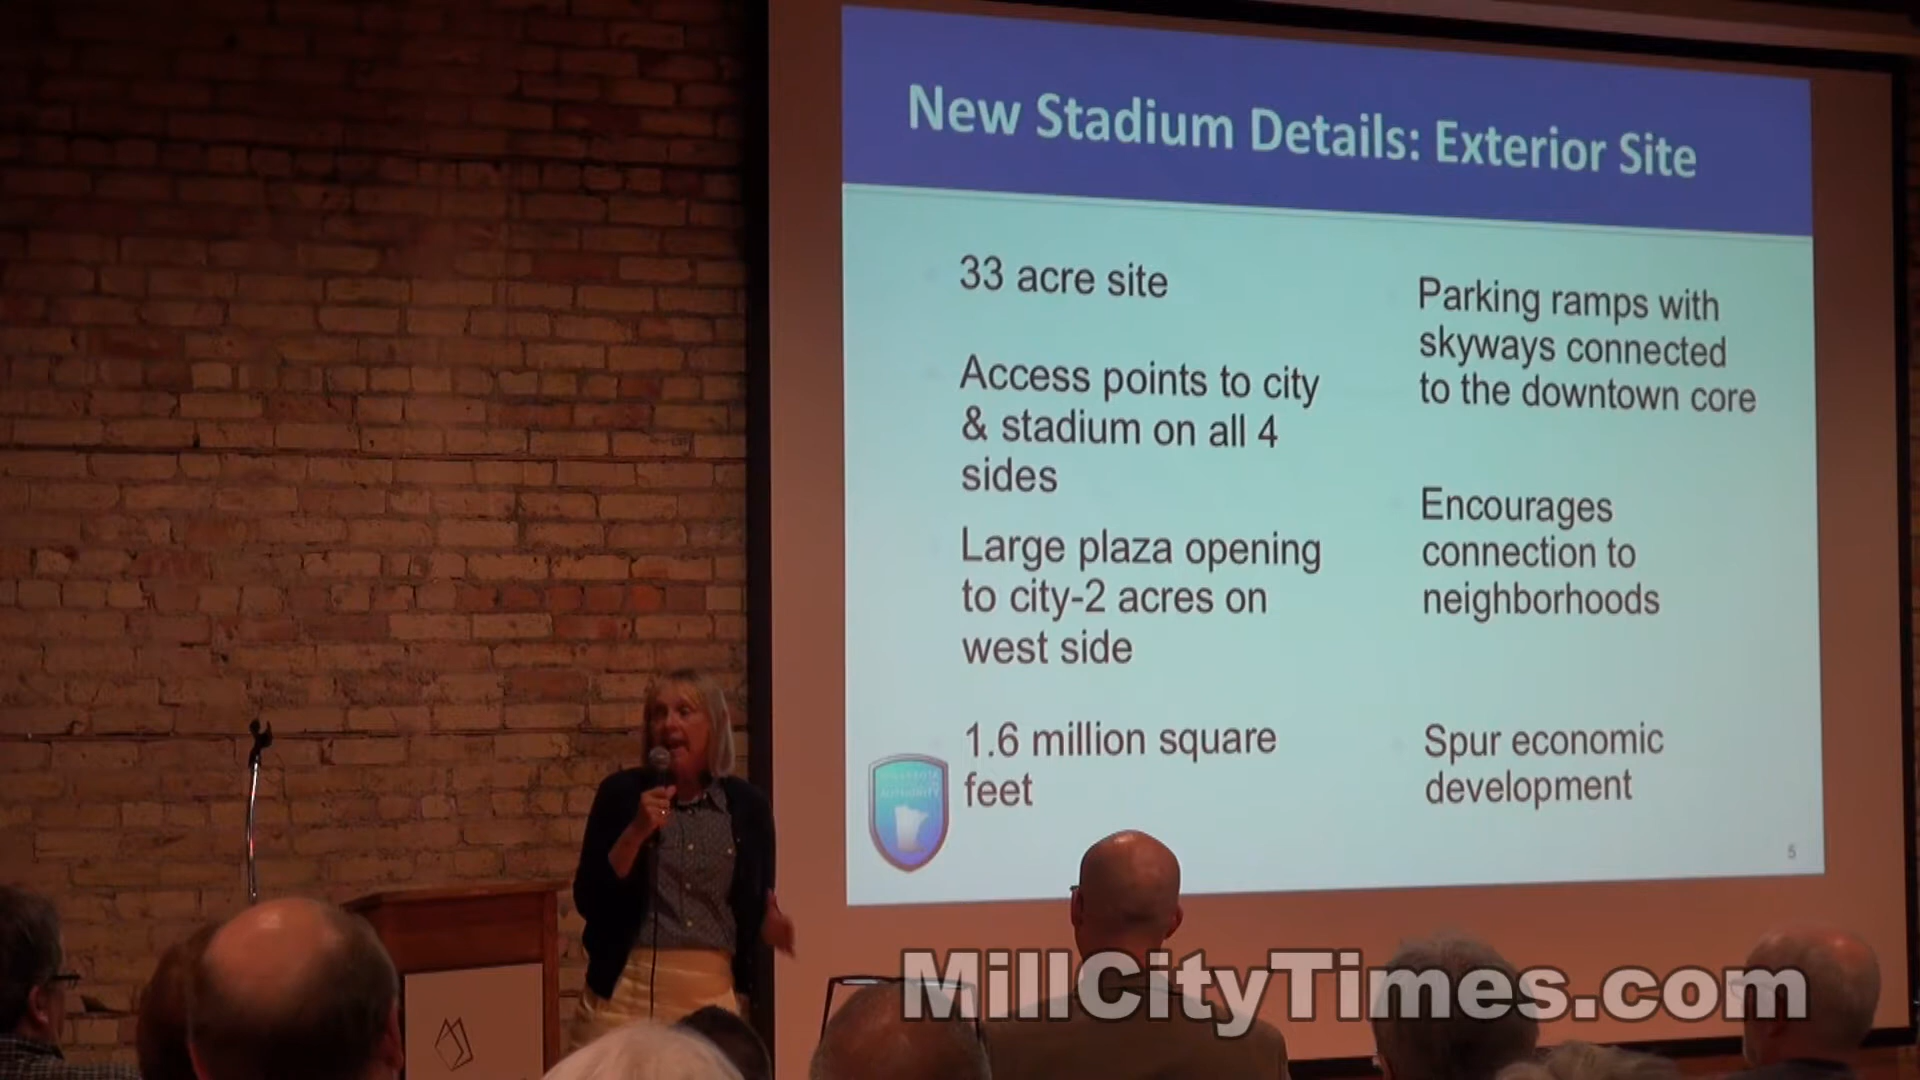 New Stadium Details: Exterior Site
33 acre site
Access points to city
& stadium on all 4
sides
Large plaza opening
to city-2 acres on
west side
1.6 million square
feet
Parking ramps with
skyways connected
to the downtown core
Encourages
connection to
neighborhoods
Spur economic
development
5
MillCityTimes.com